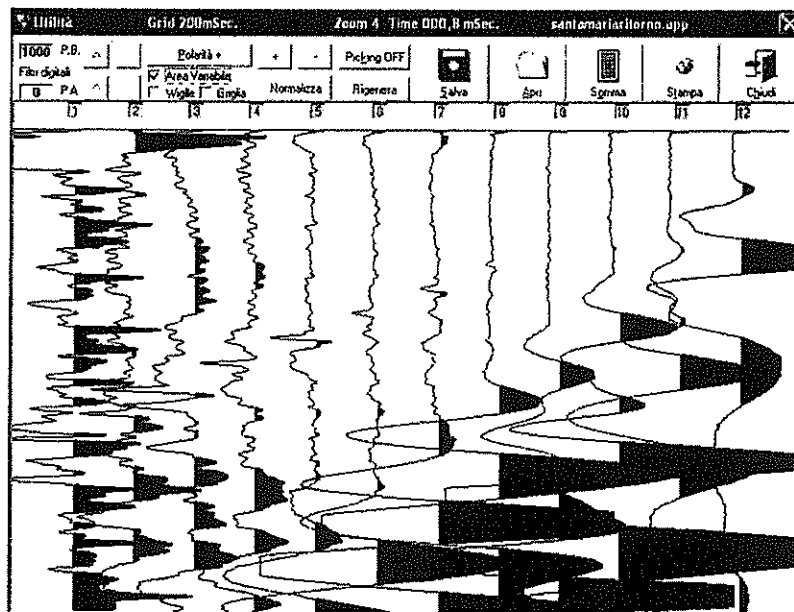 Utilità Grid 200mSec. Zoom 4 Time 000,8 mSec. santamariaritorno.upp
1000 P.B. Polarità + + - Picking OFF
Filtri digitali Area Variabile
0 P.A. Wiggle Griglia Normalizza Rigenera Salva Apri Somma Stampa Chiudi
1 2 3 4 5 6 7 8 9 10 11 12